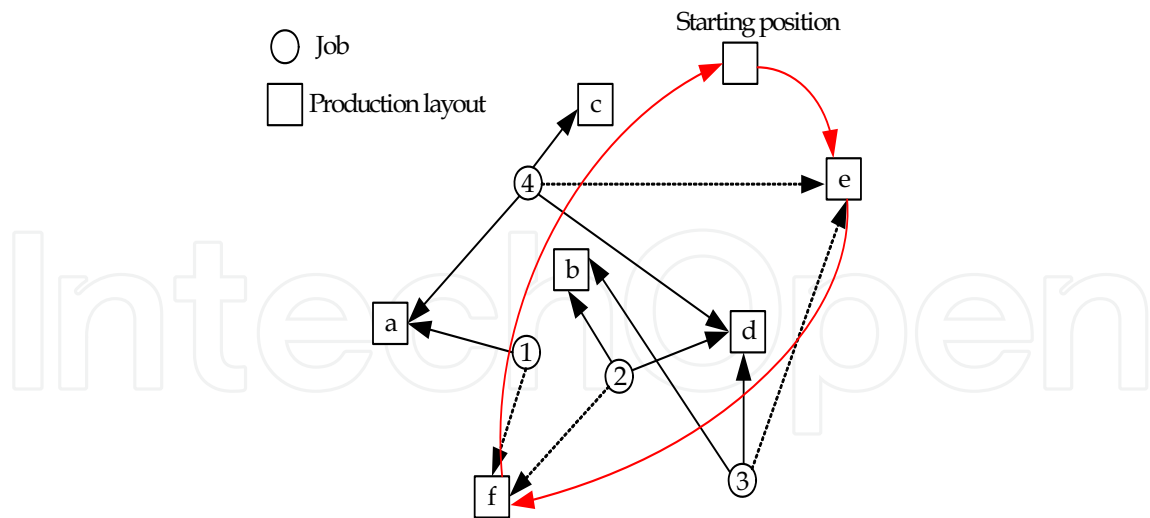 Starting position
Job
Production layout
c
4
e
b
a
d
1
2
3
f
IntechOpen